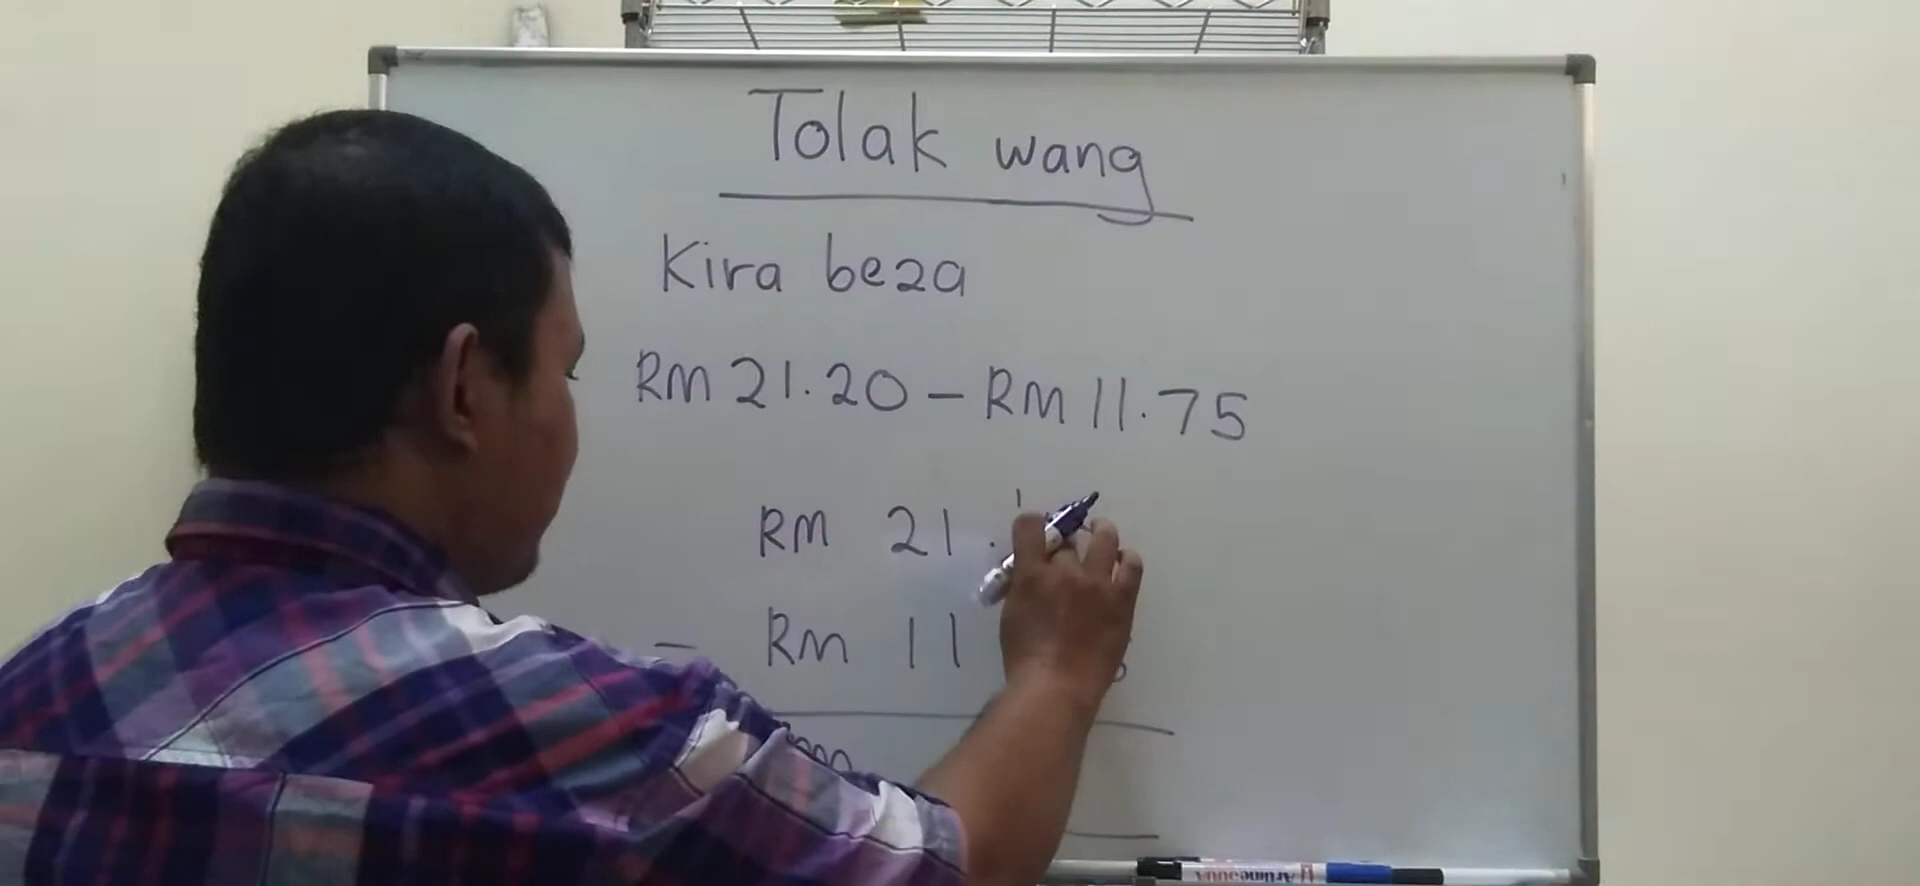 Tolak wang
Kira beza
RM 21.20 - RM 11.75
RM 21.
- RM 11